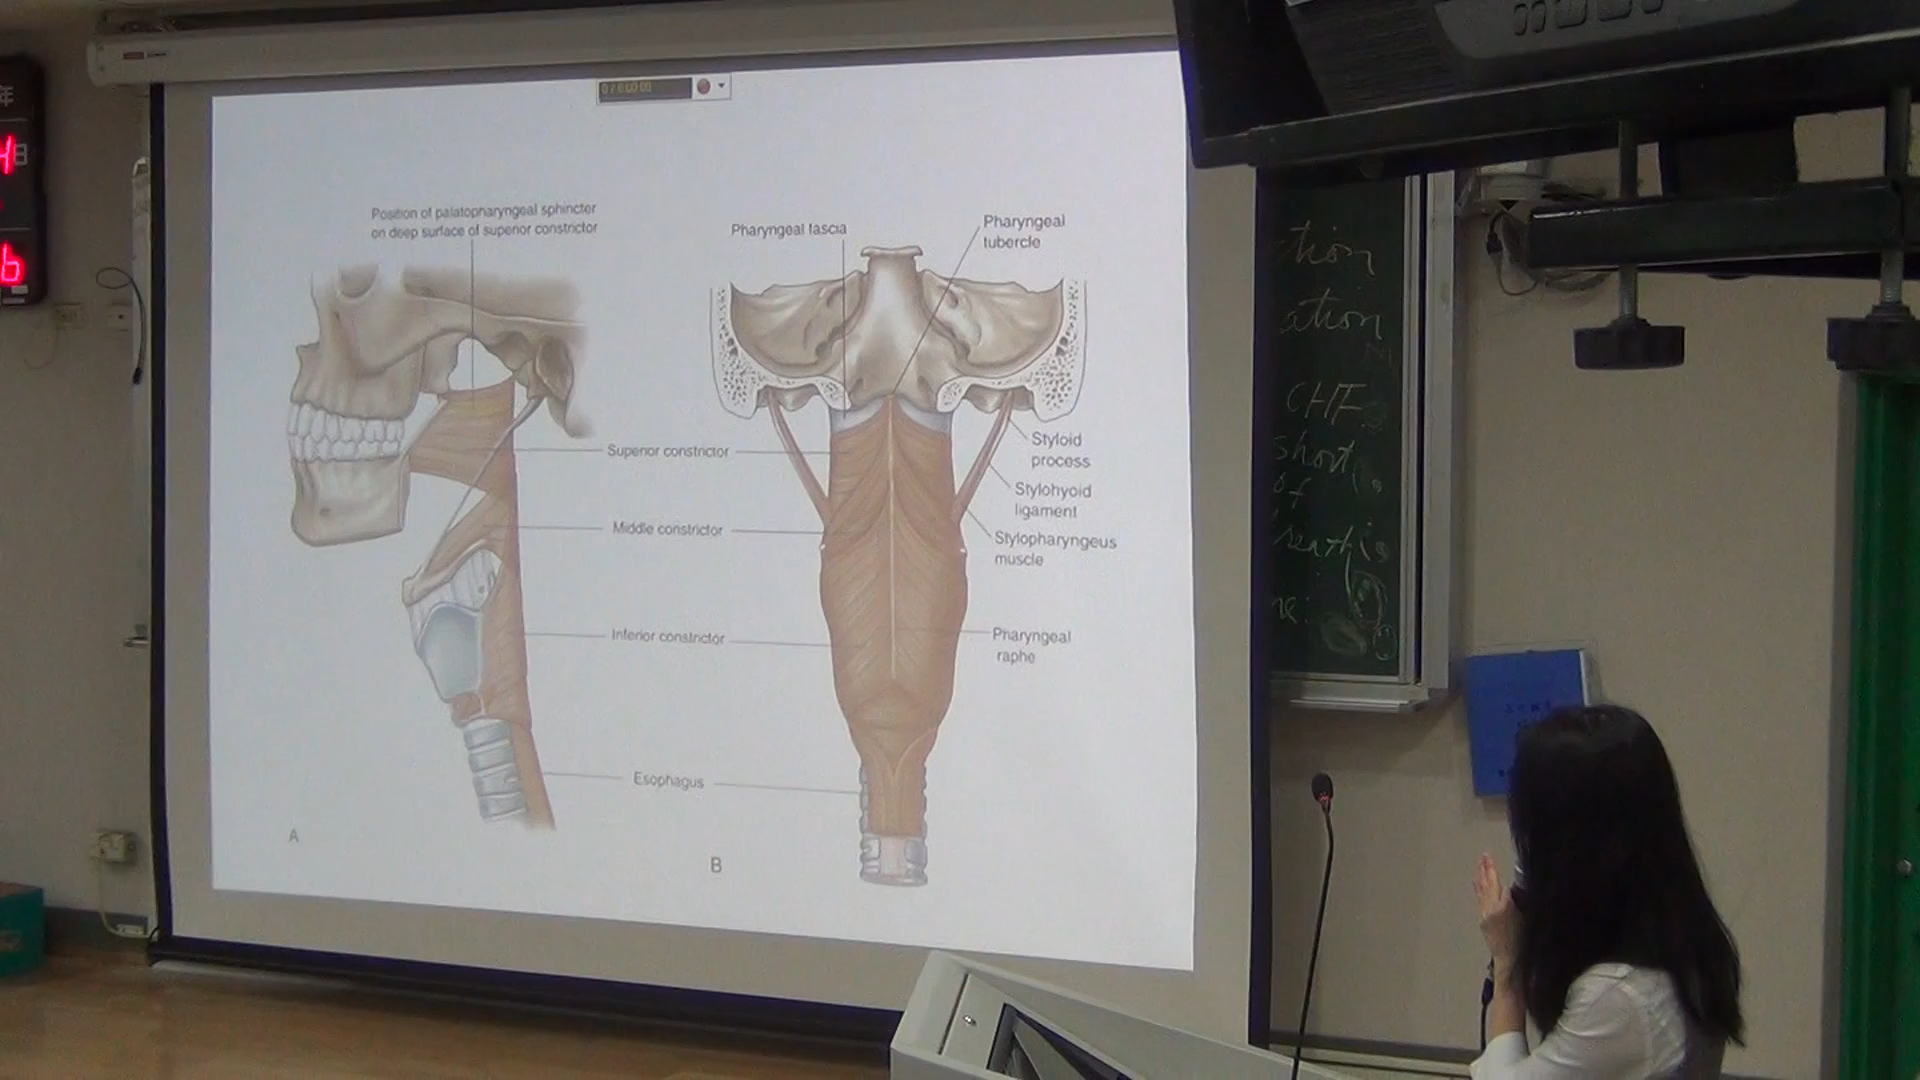 年
Position of palatopharyngeal sphincter
on deep surface of superior constrictor
Pharyngeal fascia
Pharyngeal
tubercle
Superior constrictor
Styloid
process
Stylohyoid
ligament
Middle constrictor
Stylopharyngeus
muscle
Inferior constrictor
Pharyngeal
raphe
Esophagus
A
B
ction
ation
CHF
short
of